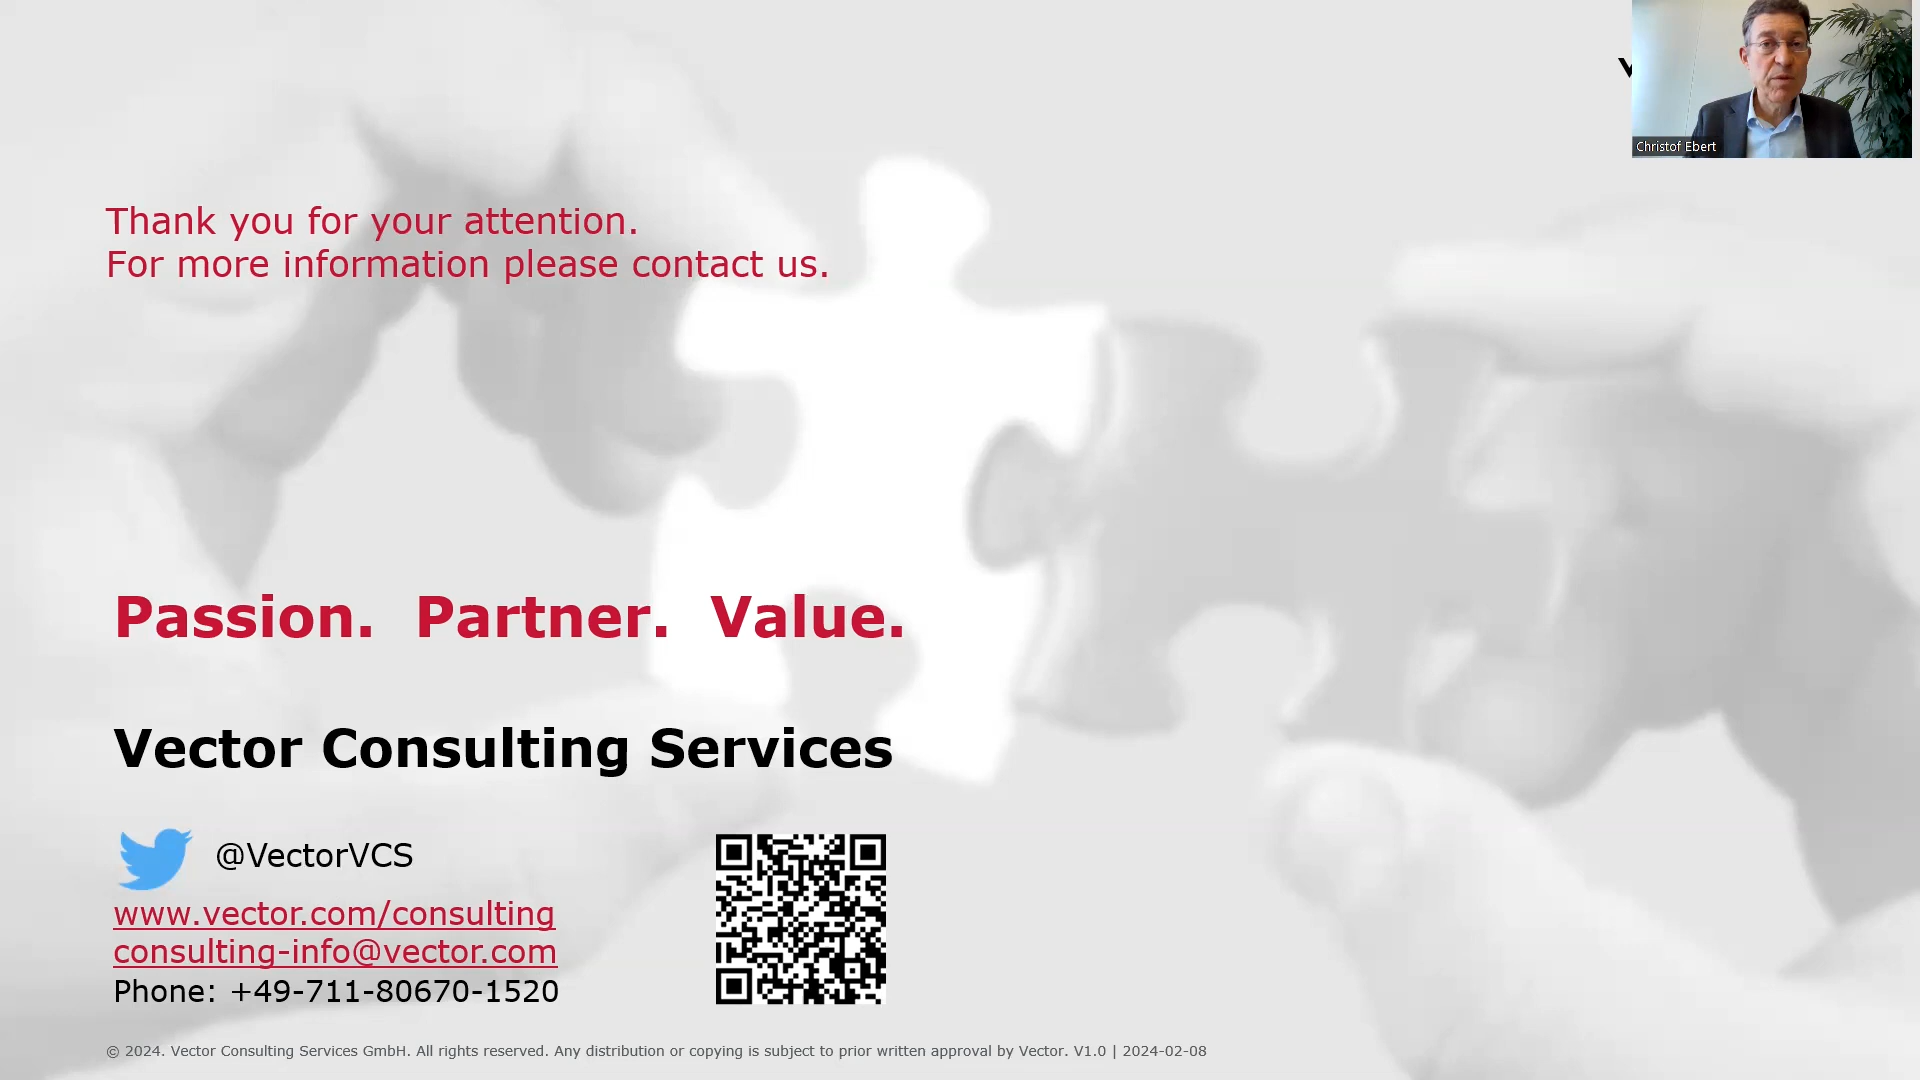 Christof Ebert
Thank you for your attention.
For more information please contact us.
Passion. Partner. Value.
Vector Consulting Services
@VectorVCS
www.vector.com/consulting
consulting-info@vector.com
Phone: +49-711-80670-1520
© 2024. Vector Consulting Services GmbH. All rights reserved. Any distribution or copying is subject to prior written approval by Vector. V1.0 | 2024-02-08